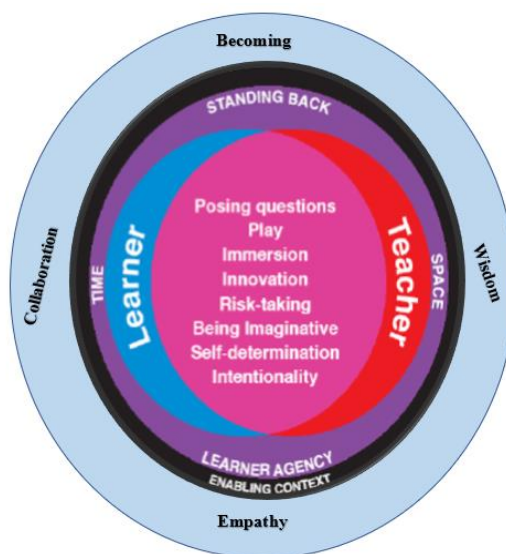 Becoming
STANDING BACK
Collaboration
TIME
Learner
Posing questions
Play
Immersion
Innovation
Risk-taking
Being Imaginative
Self-determination
Intentionality
Teacher
SPACE
Wisdom
LEARNER AGENCY
ENABLING CONTEXT
Empathy